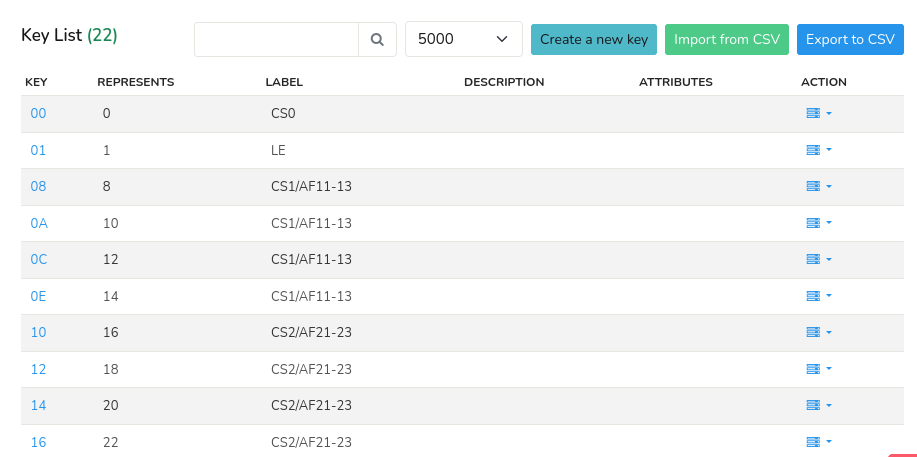 Key List (22) 5000 Create a new key Import from CSV Export to CSV
KEY REPRESENTS LABEL DESCRIPTION ATTRIBUTES ACTION
00 0 CS0
01 1 LE
08 8 CS1/AF11-13
0A 10 CS1/AF11-13
0C 12 CS1/AF11-13
0E 14 CS1/AF11-13
10 16 CS2/AF21-23
12 18 CS2/AF21-23
14 20 CS2/AF21-23
16 22 CS2/AF21-23